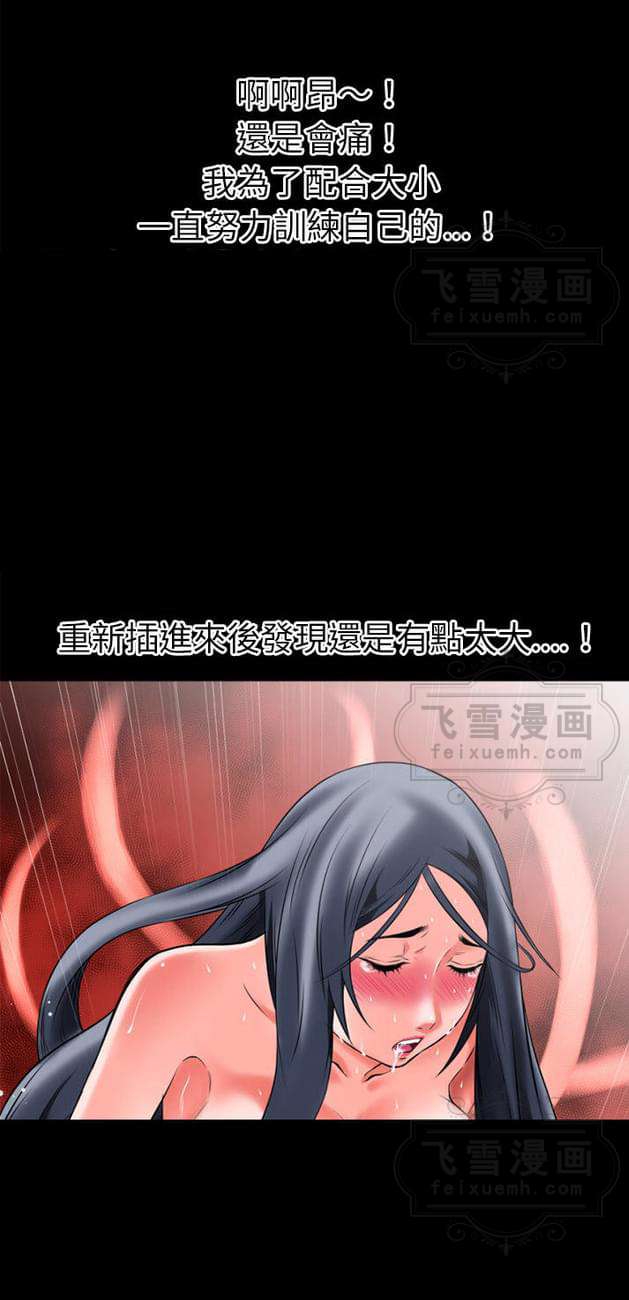 啊啊昂～！
還是會痛！
我為了配合大小
一直努力訓練自己的...！
飞雪漫画
feixuemh.com
重新插進來後發現還是有點太大....！
飞雪漫画
feixuemh.com
飞雪漫画
feixuemh.com